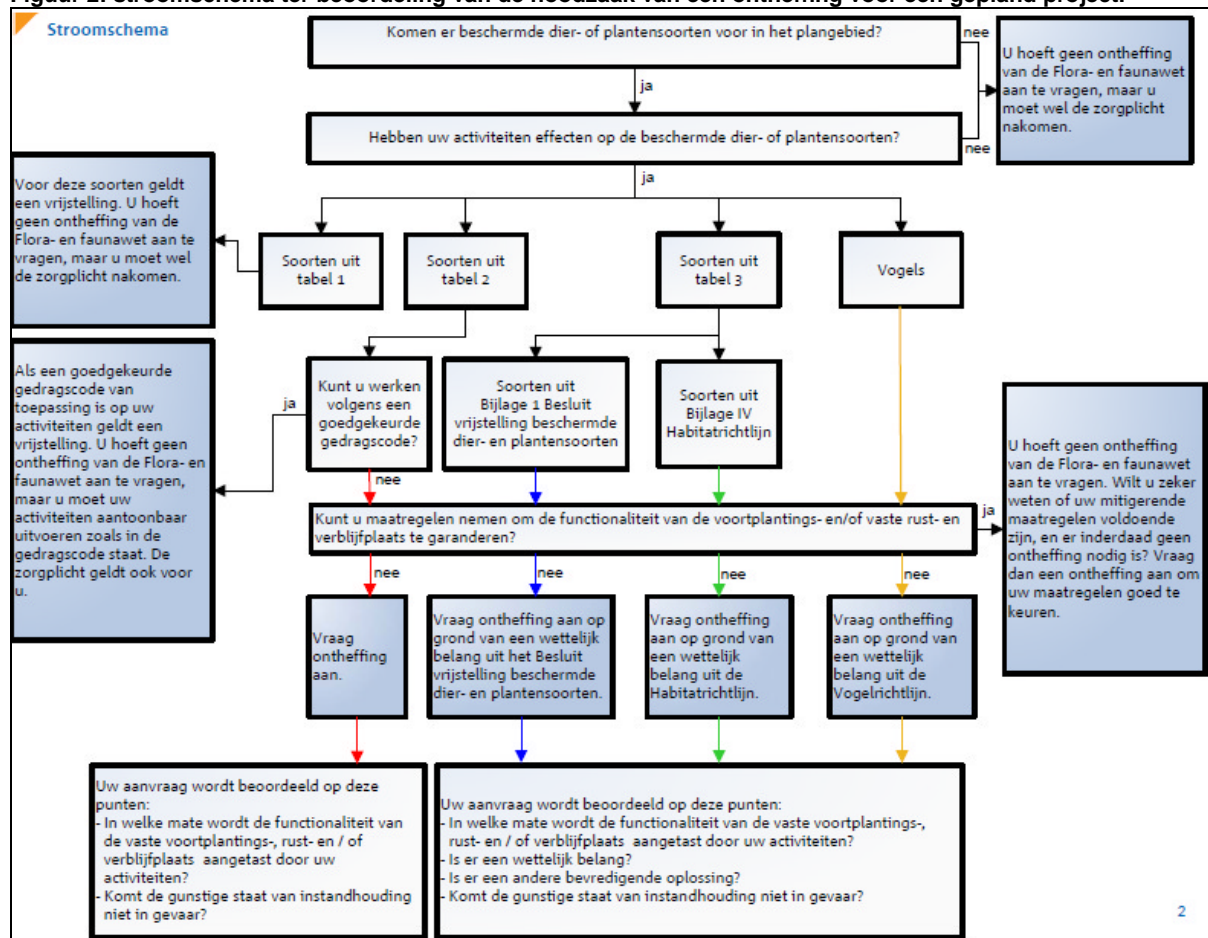 Figuur 2. Stroomschema ter beoordeling van de noodzaak van een ontheffing voor een gepland project.
Stroomschema
Komen er beschermde dier- of plantensoorten voor in het plangebied?
nee
U hoeft geen ontheffing
van de Flora- en faunawet
aan te vragen, maar u
moet wel de zorgplicht
nakomen.
ja
Hebben uw activiteiten effecten op de beschermde dier- of plantensoorten?
nee
ja
Voor deze soorten geldt
een vrijstelling. U hoeft
geen ontheffing van de
Flora- en faunawet aan te
vragen, maar u moet wel
de zorgplicht nakomen.
Soorten uit
tabel 1
Soorten uit
tabel 2
Soorten uit
tabel 3
Vogels
Als een goedgekeurde
gedragscode van
toepassing is op uw
activiteiten geldt een
vrijstelling. U hoeft geen
ontheffing van de Flora- en
faunawet aan te vragen,
maar u moet uw
activiteiten aantoonbaar
uitvoeren zoals in de
gedragscode staat. De
zorgplicht geldt ook voor
u.
ja
Kunt u werken
volgens een
goedgekeurde
gedragscode?
Soorten uit
Bijlage 1 Besluit
vrijstelling beschermde
dier- en plantensoorten
Soorten uit
Bijlage IV
Habitatrichtlijn
nee
Kunt u maatregelen nemen om de functionaliteit van de voortplantings- en/of vaste rust- en
verblijfplaats te garanderen?
ja
U hoeft geen ontheffing
van de Flora- en faunawet
aan te vragen. Wilt u zeker
weten of uw mitigerende
maatregelen voldoende
zijn, en er inderdaad geen
ontheffing nodig is? Vraag
dan een ontheffing aan om
uw maatregelen goed te
keuren.
nee
nee
nee
nee
Vraag
ontheffing
aan.
Vraag ontheffing aan op
grond van een wettelijk
belang uit het Besluit
vrijstelling beschermde
dier- en plantensoorten.
Vraag ontheffing
aan op grond van
een wettelijk
belang uit de
Habitatrichtlijn.
Vraag ontheffing
aan op grond van
een wettelijk
belang uit de
Vogelrichtlijn.
Uw aanvraag wordt beoordeeld op deze
punten:
- In welke mate wordt de functionaliteit van
de vaste voortplantings-, rust- en / of
verblijfplaats aangetast door uw
activiteiten?
- Komt de gunstige staat van instandhouding
niet in gevaar?
Uw aanvraag wordt beoordeeld op deze punten:
- In welke mate wordt de functionaliteit van de vaste voortplantings-,
rust- en / of verblijfplaats aangetast door uw activiteiten?
- Is er een wettelijk belang?
- Is er een andere bevredigende oplossing?
- Komt de gunstige staat van instandhouding niet in gevaar?
2